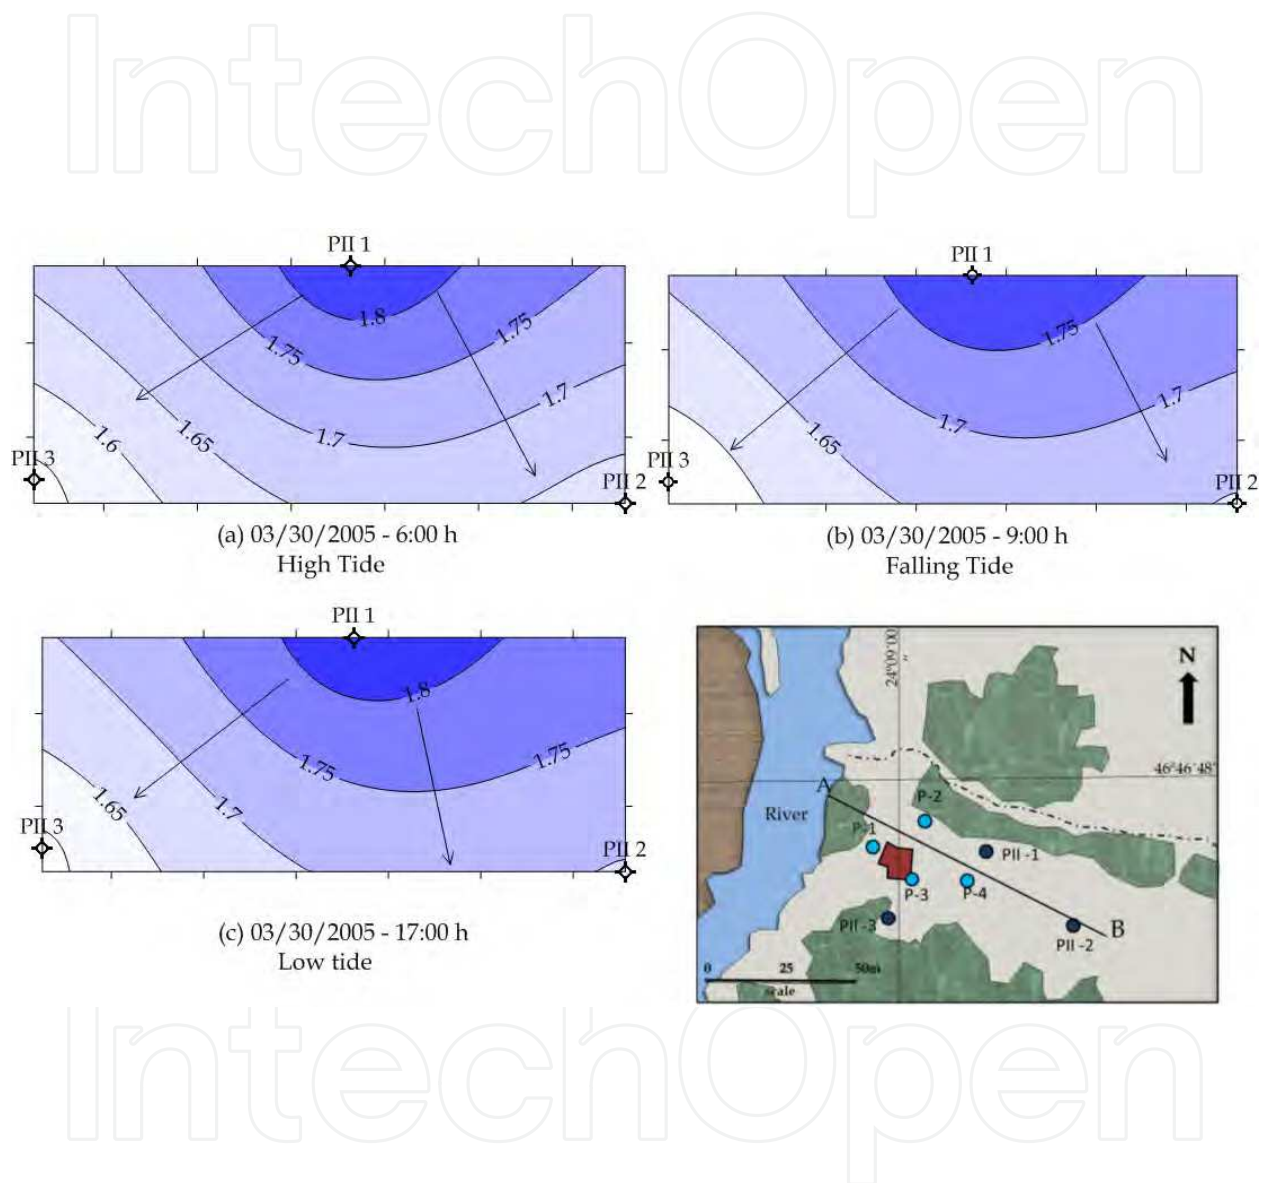 IntechOpen
PII 1
1.8
1.75
1.75
1.7
1.7
1.65
1.6
PII 3
PII 2
(a) 03/30/2005 - 6:00 h
High Tide
PII 1
1.75
1.7
1.7
1.65
PII 3
PII 2
(b) 03/30/2005 - 9:00 h
Falling Tide
PII 1
1.8
1.75
1.75
1.7
1.65
PII 3
PII 2
(c) 03/30/2005 - 17:00 h
Low tide
24°09'00"
N
46°46'48"
A
P-2
River
P-1
PII -1
P-3
P-4
PII -3
B
PII -2
0 25 50m
scale
IntechOpen